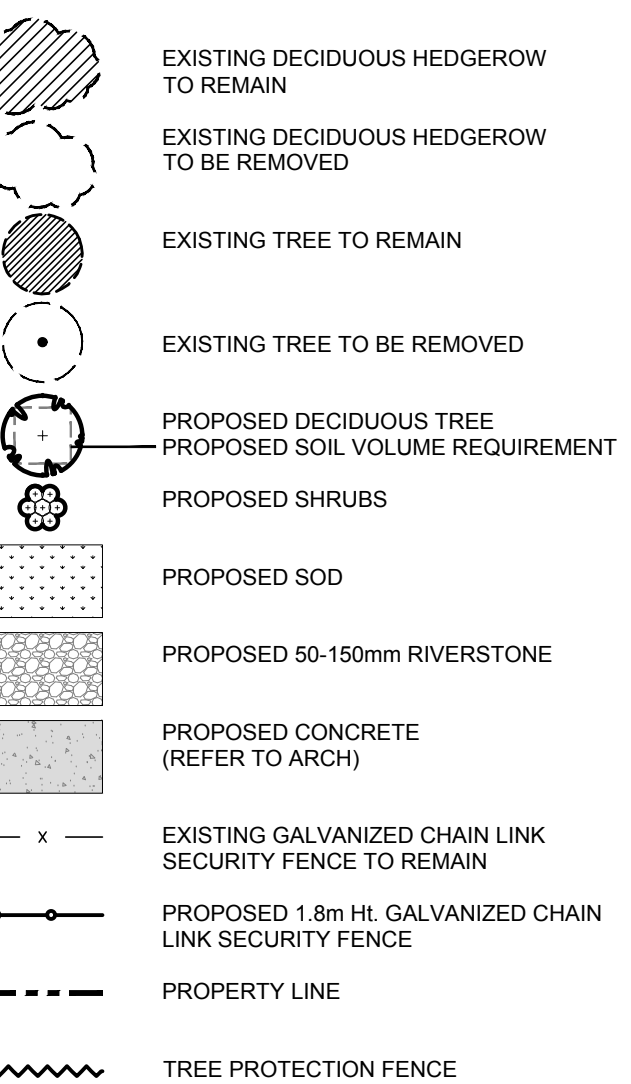 EXISTING DECIDUOUS HEDGEROW
TO REMAIN
EXISTING DECIDUOUS HEDGEROW
TO BE REMOVED
EXISTING TREE TO REMAIN
EXISTING TREE TO BE REMOVED
PROPOSED DECIDUOUS TREE
PROPOSED SOIL VOLUME REQUIREMENT
PROPOSED SHRUBS
PROPOSED SOD
PROPOSED 50-150mm RIVERSTONE
PROPOSED CONCRETE
(REFER TO ARCH)
x
EXISTING GALVANIZED CHAIN LINK
SECURITY FENCE TO REMAIN
PROPOSED 1.8m Ht. GALVANIZED CHAIN
LINK SECURITY FENCE
PROPERTY LINE
TREE PROTECTION FENCE